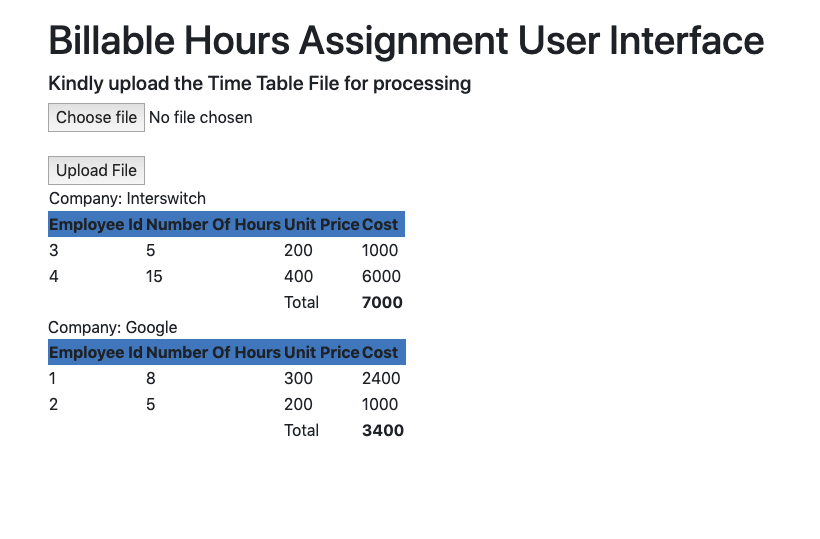 Billable Hours Assignment User Interface
Kindly upload the Time Table File for processing
Choose file No file chosen
Upload File
Company: Interswitch
Employee Id Number Of Hours Unit Price Cost
3 5 200 1000
4 15 400 6000
Total 7000
Company: Google
Employee Id Number Of Hours Unit Price Cost
1 8 300 2400
2 5 200 1000
Total 3400